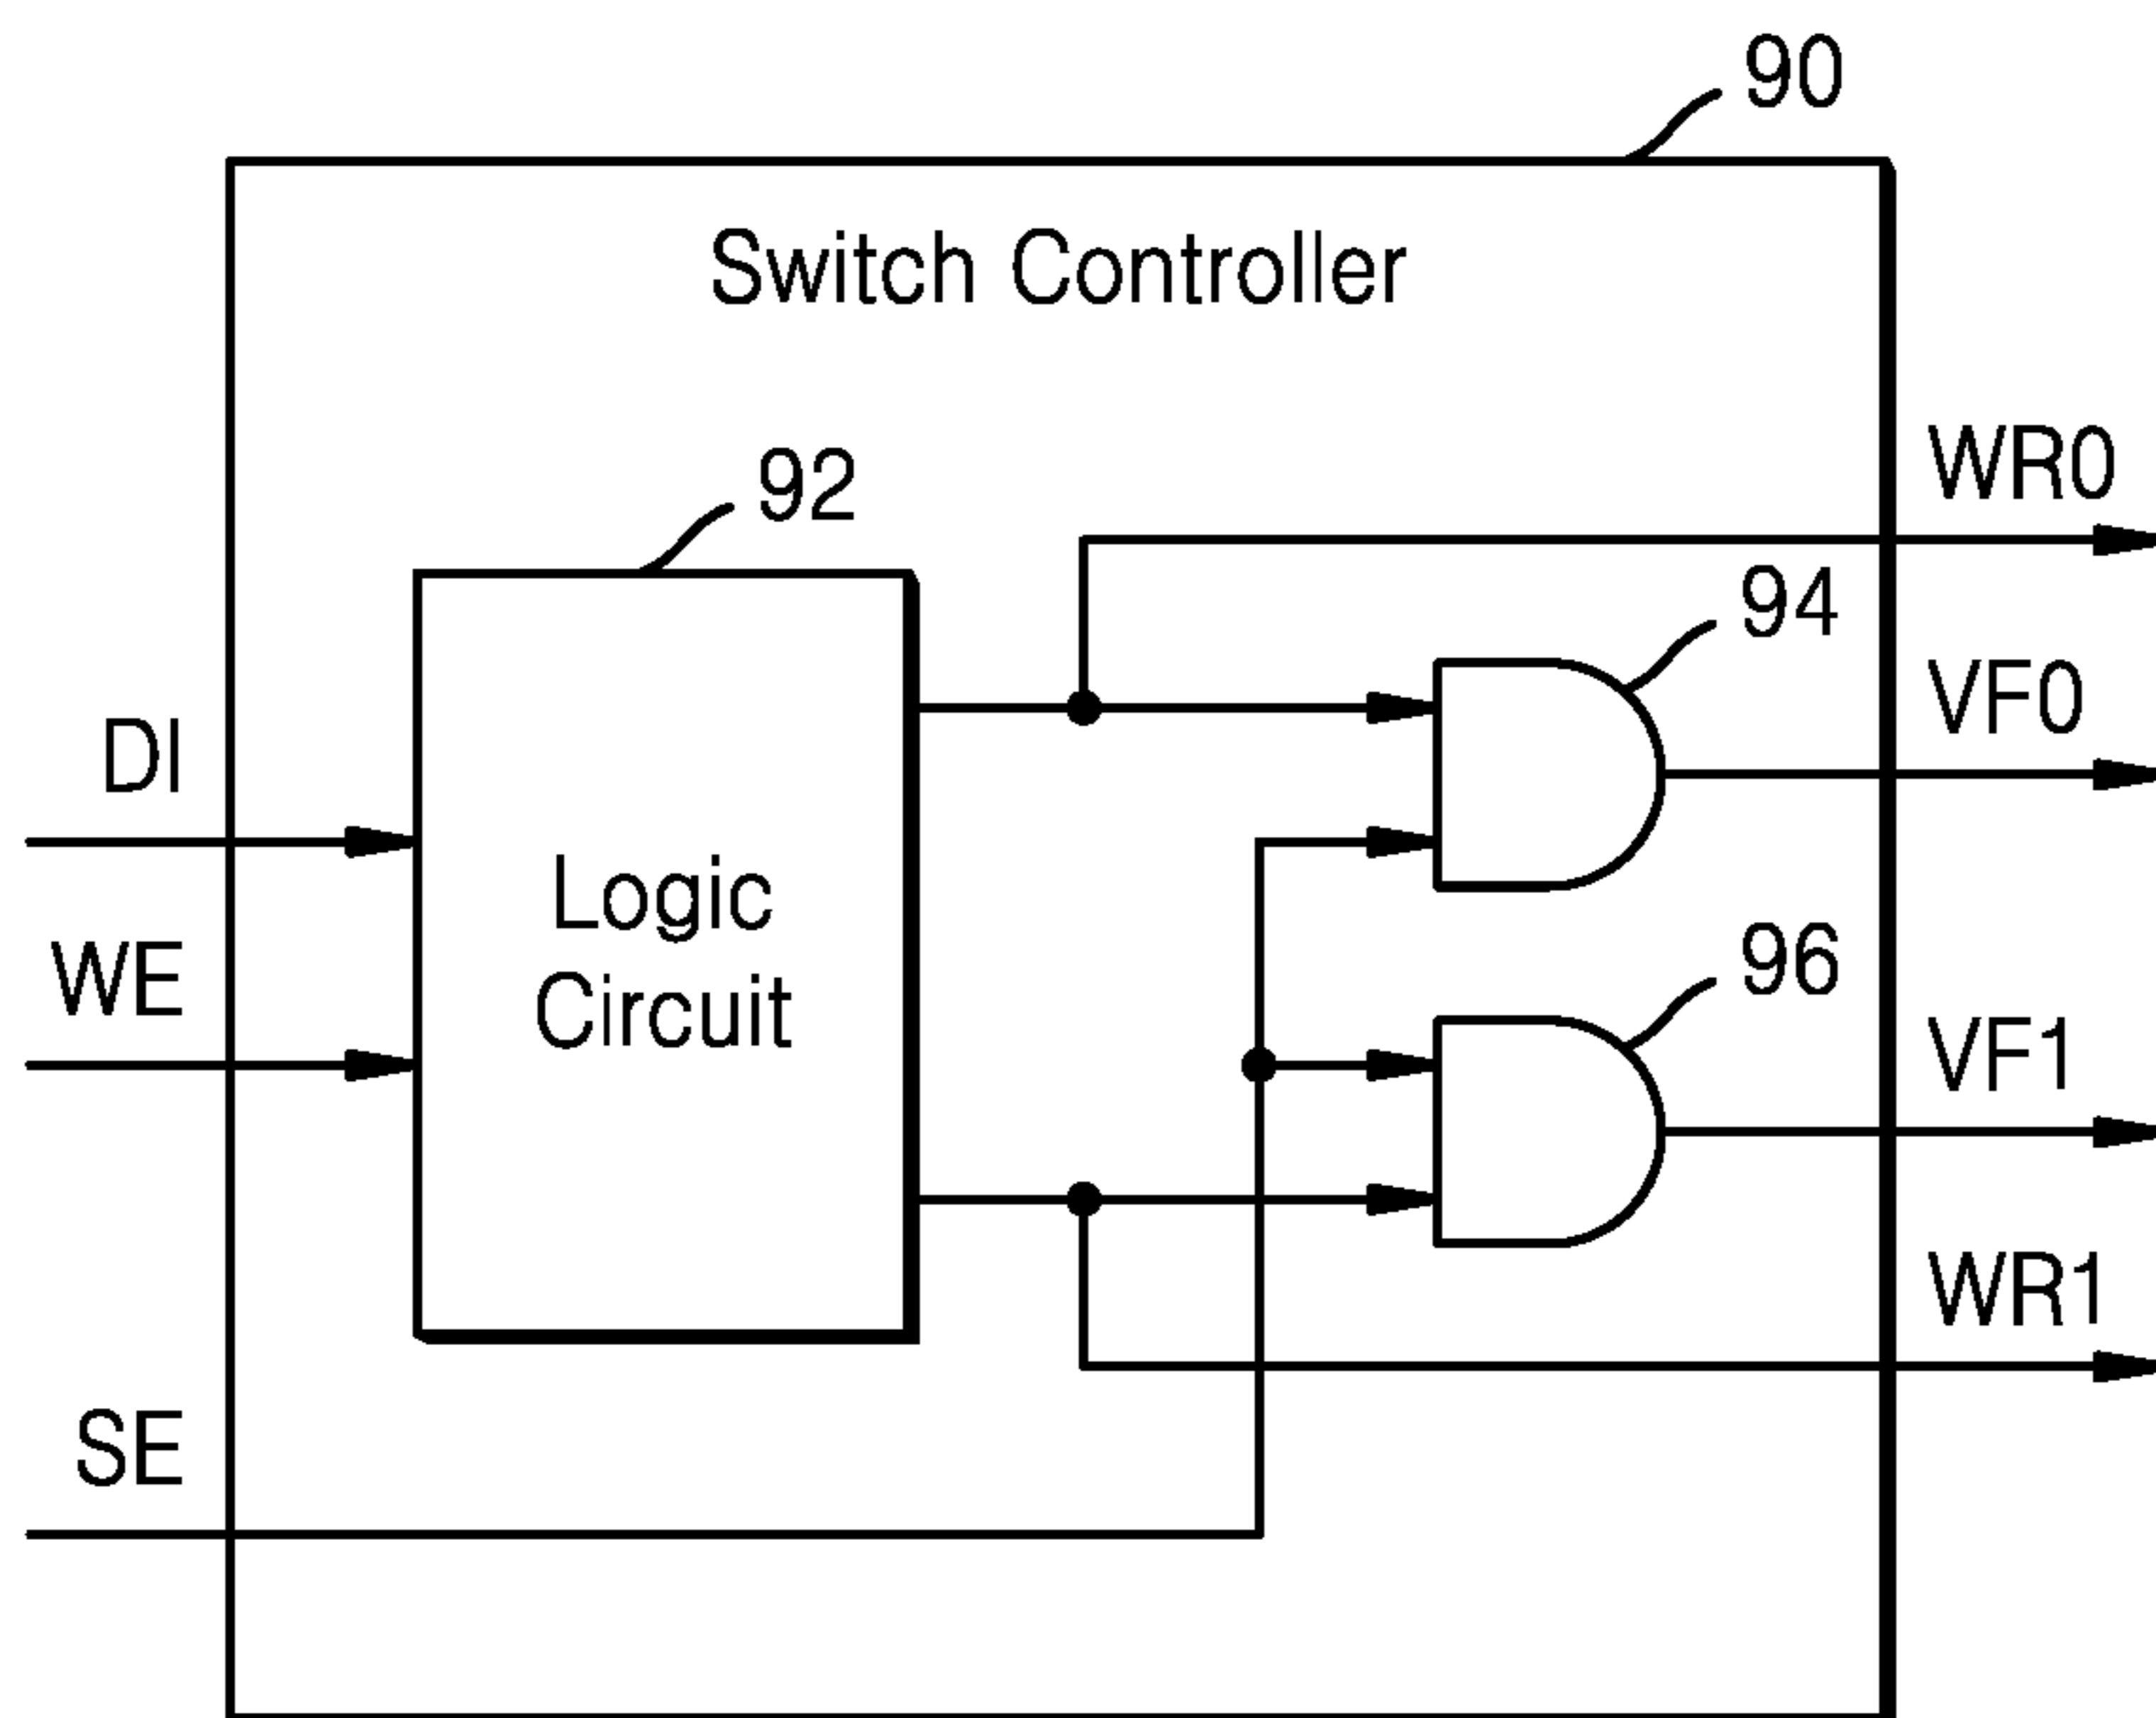 90
Switch Controller
WR0
92
94
VF0
DI
Logic
Circuit
WE
96
VF1
WR1
SE